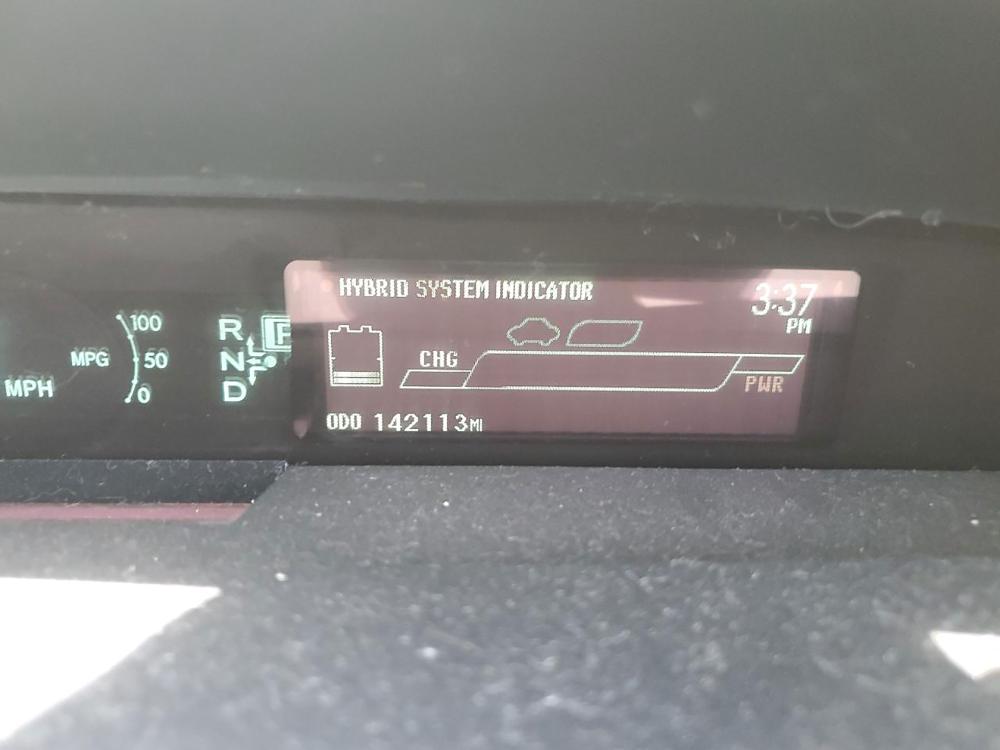 HYBRID SYSTEM INDICATOR
3:37
PM
100
MPG 50
0
MPH
R
P
N
D
CHG
PWR
ODO 142113MI